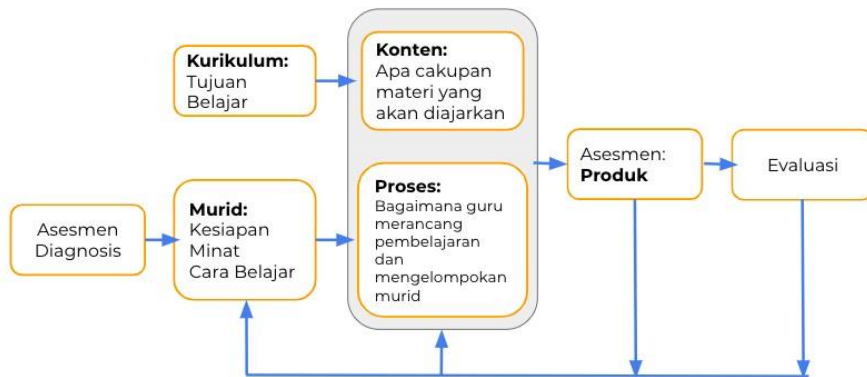 Kurikulum:
Tujuan
Belajar
Konten:
Apa cakupan
materi yang
akan diajarkan
Asesmen
Diagnosis
Murid:
Kesiapan
Minat
Cara Belajar
Proses:
Bagaimana guru
merancang
pembelajaran
dan
mengelompokan
murid
Asesmen:
Produk
Evaluasi